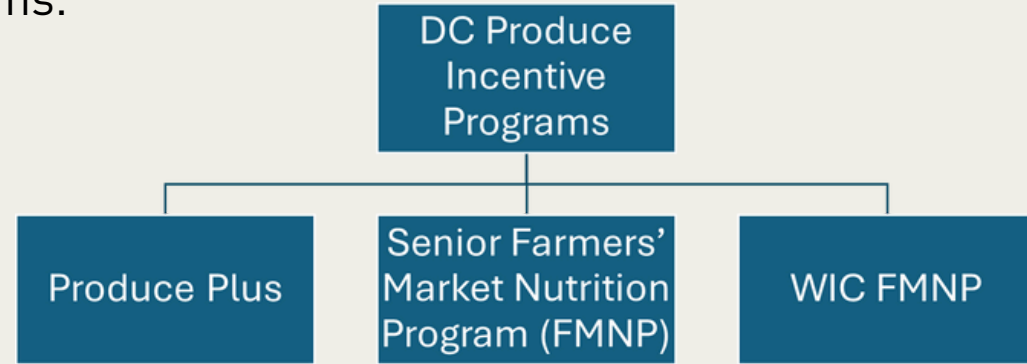 DC Produce
Incentive
Programs
Produce Plus
Senior Farmers’
Market Nutrition
Program (FMNP)
WIC FMNP